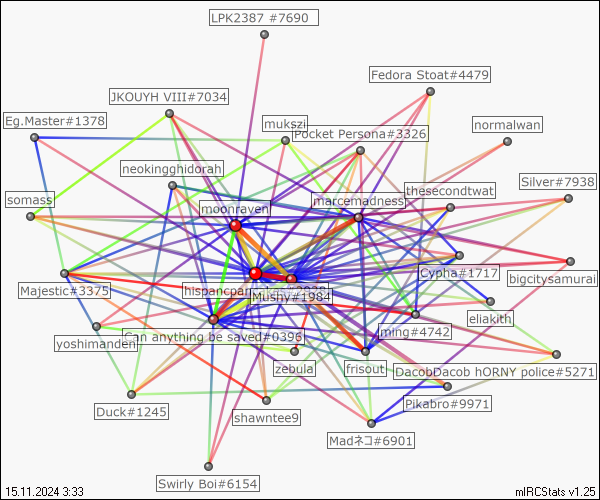 LPK2387 #7690
Fedora Stoat#4479
JKOUYH VIII#7034
Eg.Master#1378
mukszi
Pocket Persona#3326
normalwan
neokingghidorah
thesecondtwat
Silver#7938
somass
moonraven
marcemadness
Cypha#1717
bigcitysamurai
Majestic#3375
Mushy#1984
eliakith
yoshimanden
Can anything be saved#0396
ming#4742
zebula
frisout
DacobDacob hORNY police#5271
Duck#1245
shawntee9
Pikabro#9971
Madネコ#6901
Swirly Boi#6154
15.11.2024 3:33
mIRCStats v1.25